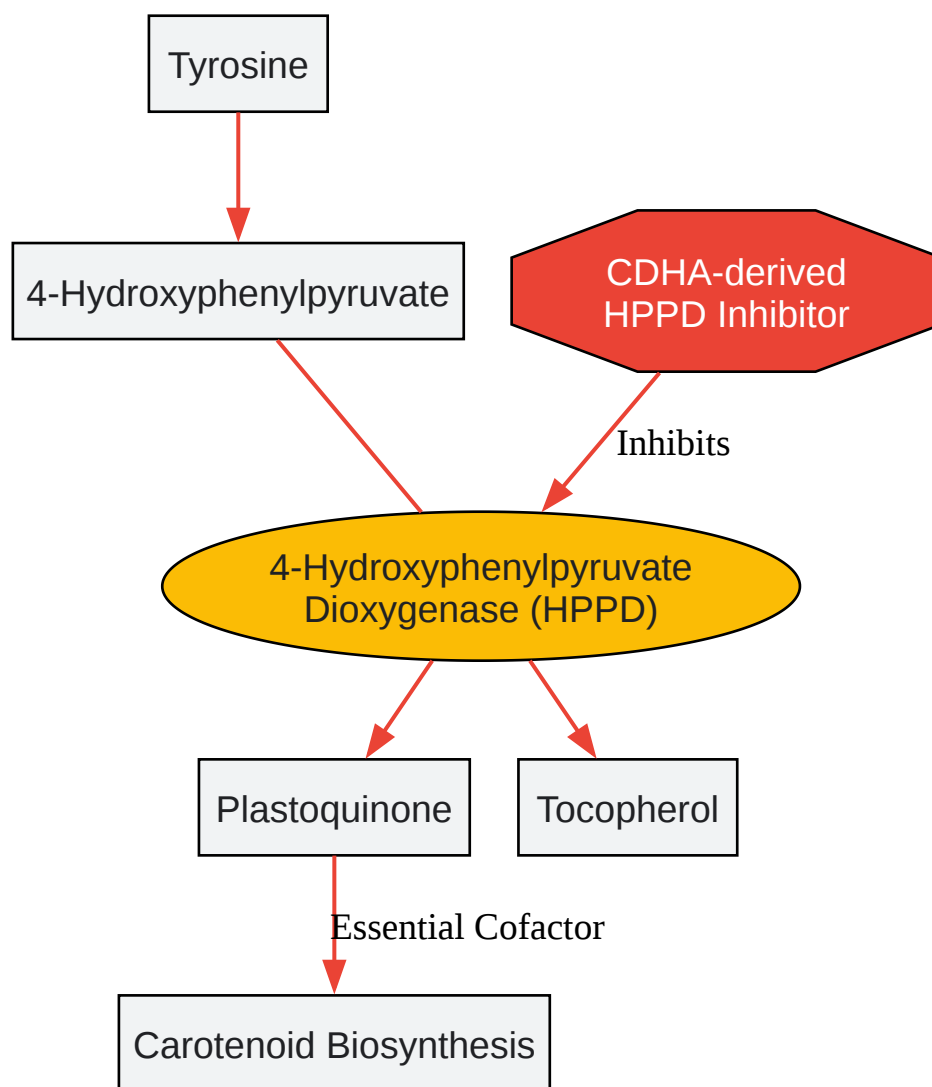 Tyrosine
4-Hydroxyphenylpyruvate
CDHA-derived
HPPD Inhibitor
Inhibits
4-Hydroxyphenylpyruvate
Dioxygenase (HPPD)
Plastoquinone
Tocopherol
Essential Cofactor
Carotenoid Biosynthesis